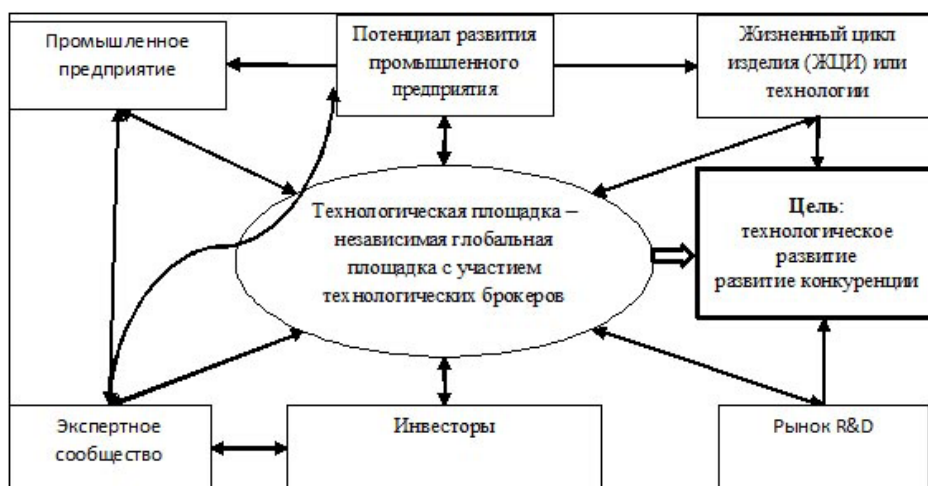 Промышленное
предприятие
Потенциал развития
промышленного
предприятия
Жизненный цикл
изделия (ЖЦИ) или
технологии
Технологическая площадка –
независимая глобальная
площадка с участием
технологических брокеров
Цель:
технологическое
развитие
развитие конкуренции
Экспертное
сообщество
Инвесторы
Рынок R&D